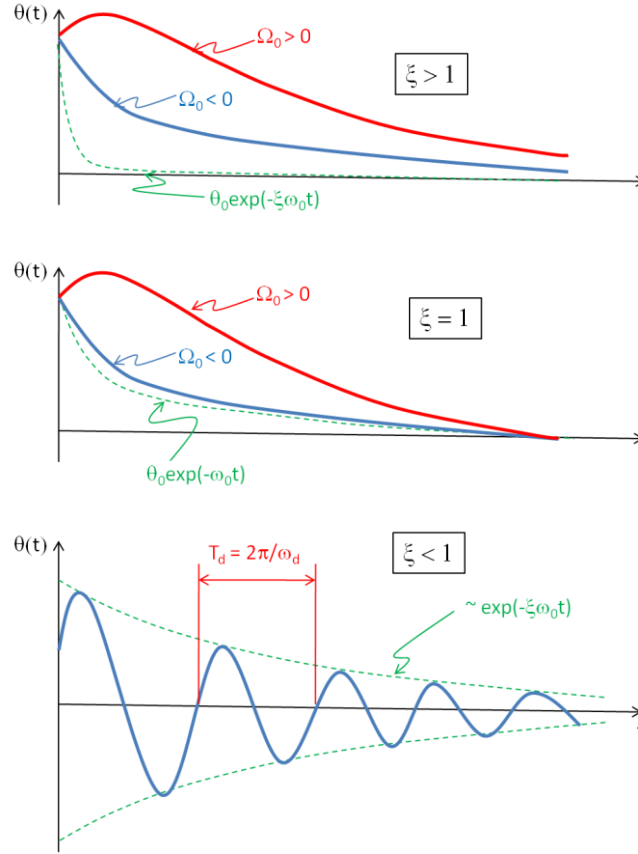 θ(t)
Ω₀ > 0
ξ > 1
Ω₀ < 0
θ₀exp(-ξω₀t)
θ(t)
Ω₀ > 0
ξ = 1
Ω₀ < 0
θ₀exp(-ω₀t)
θ(t)
T_d = 2π/ω_d
ξ < 1
~ exp(-ξω₀t)